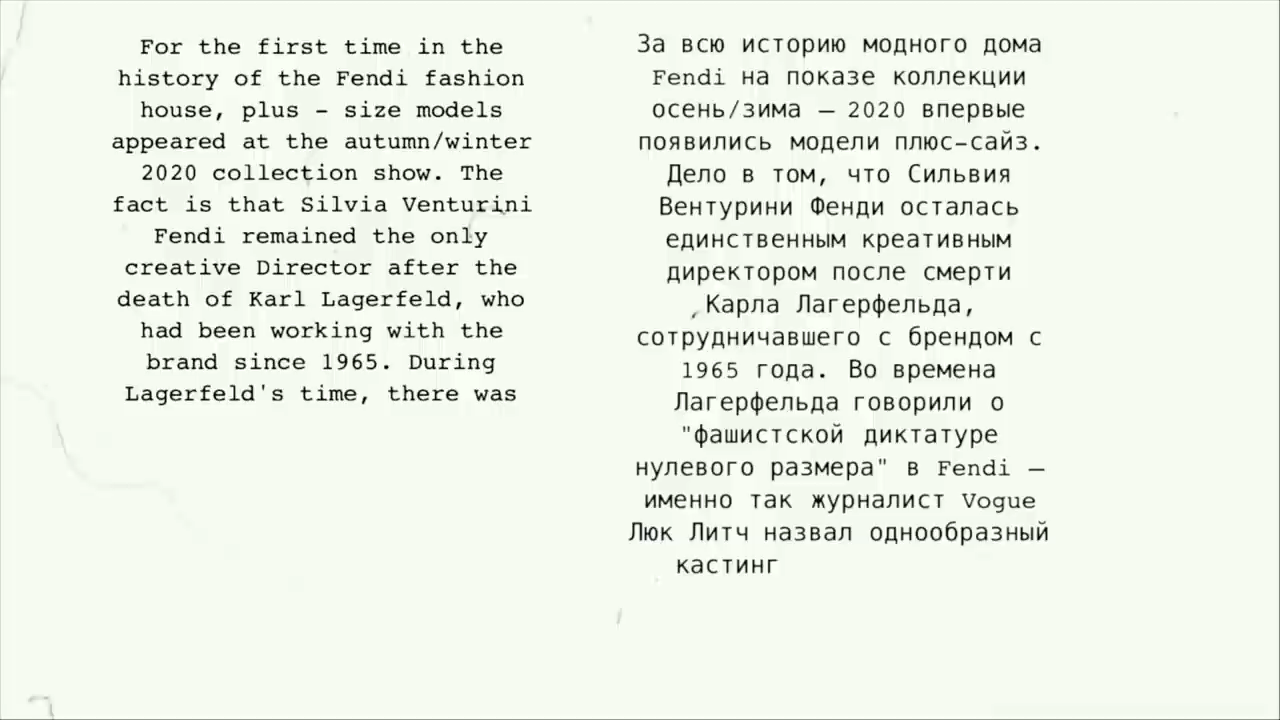 For the first time in the
history of the Fendi fashion
house, plus – size models
appeared at the autumn/winter
2020 collection show. The
fact is that Silvia Venturini
Fendi remained the only
creative Director after the
death of Karl Lagerfeld, who
had been working with the
brand since 1965. During
Lagerfeld's time, there was
За всю историю модного дома
Fendi на показе коллекции
осень/зима – 2020 впервые
появились модели плюс-сайз.
Дело в том, что Сильвия
Вентурини Фенди осталась
единственным креативным
директором после смерти
Карла Лагерфельда,
сотрудничавшего с брендом с
1965 года. Во времена
Лагерфельда говорили о
"фашистской диктатуре
нулевого размера" в Fendi –
именно так журналист Vogue
Люк Литч назвал однообразный
кастинг